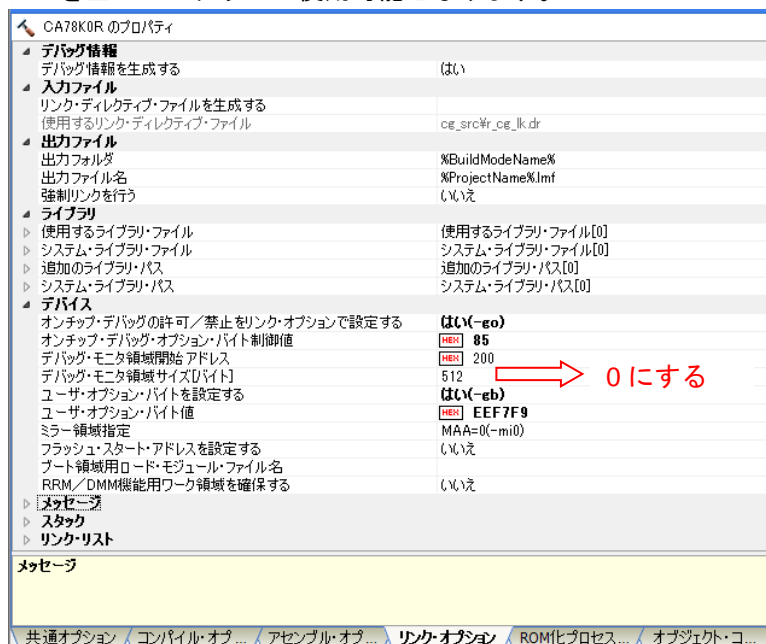 CA78K0R のプロパティ
デバッグ情報
デバッグ情報を生成する はい
入力ファイル
リンク・ディレクティブ・ファイルを生成する
使用するリンク・ディレクティブ・ファイル cg_src¥r_cg_lk.dr
出力ファイル
出力フォルダ %BuildModeName%
出力ファイル名 %ProjectName%.lmf
強制リンクを行う いいえ
ライブラリ
使用するライブラリ・ファイル 使用するライブラリ・ファイル[0]
システム・ライブラリ・ファイル システム・ライブラリ・ファイル[0]
追加のライブラリ・パス 追加のライブラリ・パス[0]
システム・ライブラリ・パス システム・ライブラリ・パス[0]
デバイス
オンチップ・デバッグの許可／禁止をリンク・オプションで設定する はい(-go)
オンチップ・デバッグ・オプション・バイト制御値 HEX 85
デバッグ・モニタ領域開始アドレス HEX 200
デバッグ・モニタ領域サイズ[バイト] 512 0にする
ユーザ・オプション・バイトを設定する はい(-gb)
ユーザ・オプション・バイト値 HEX EEF7F9
ミラー領域指定 MAA=0(-mi0)
フラッシュ・スタート・アドレスを設定する いいえ
ブート領域用ロード・モジュール・ファイル名
RRM／DMM機能用ワーク領域を確保する いいえ
メッセージ
スタック
リンク・リスト
メッセージ
共通オプション コンパイル・オプ... アセンブル・オプ... リンク・オプション ROM化プロセス... オブジェクト・コ...